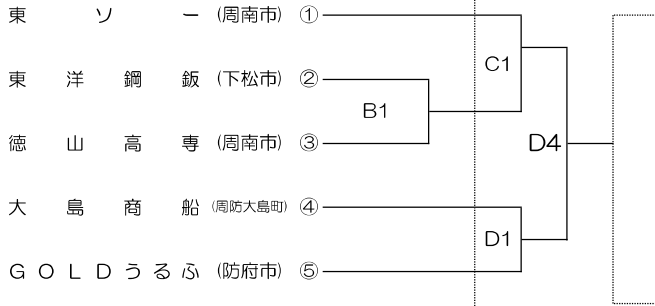 東ソー (周南市) ①
C1
東洋鋼鈑 (下松市) ②
B1
徳山高専 (周南市) ③
D4
大島商船 (周防大島町) ④
D1
GOLDうるふ (防府市) ⑤